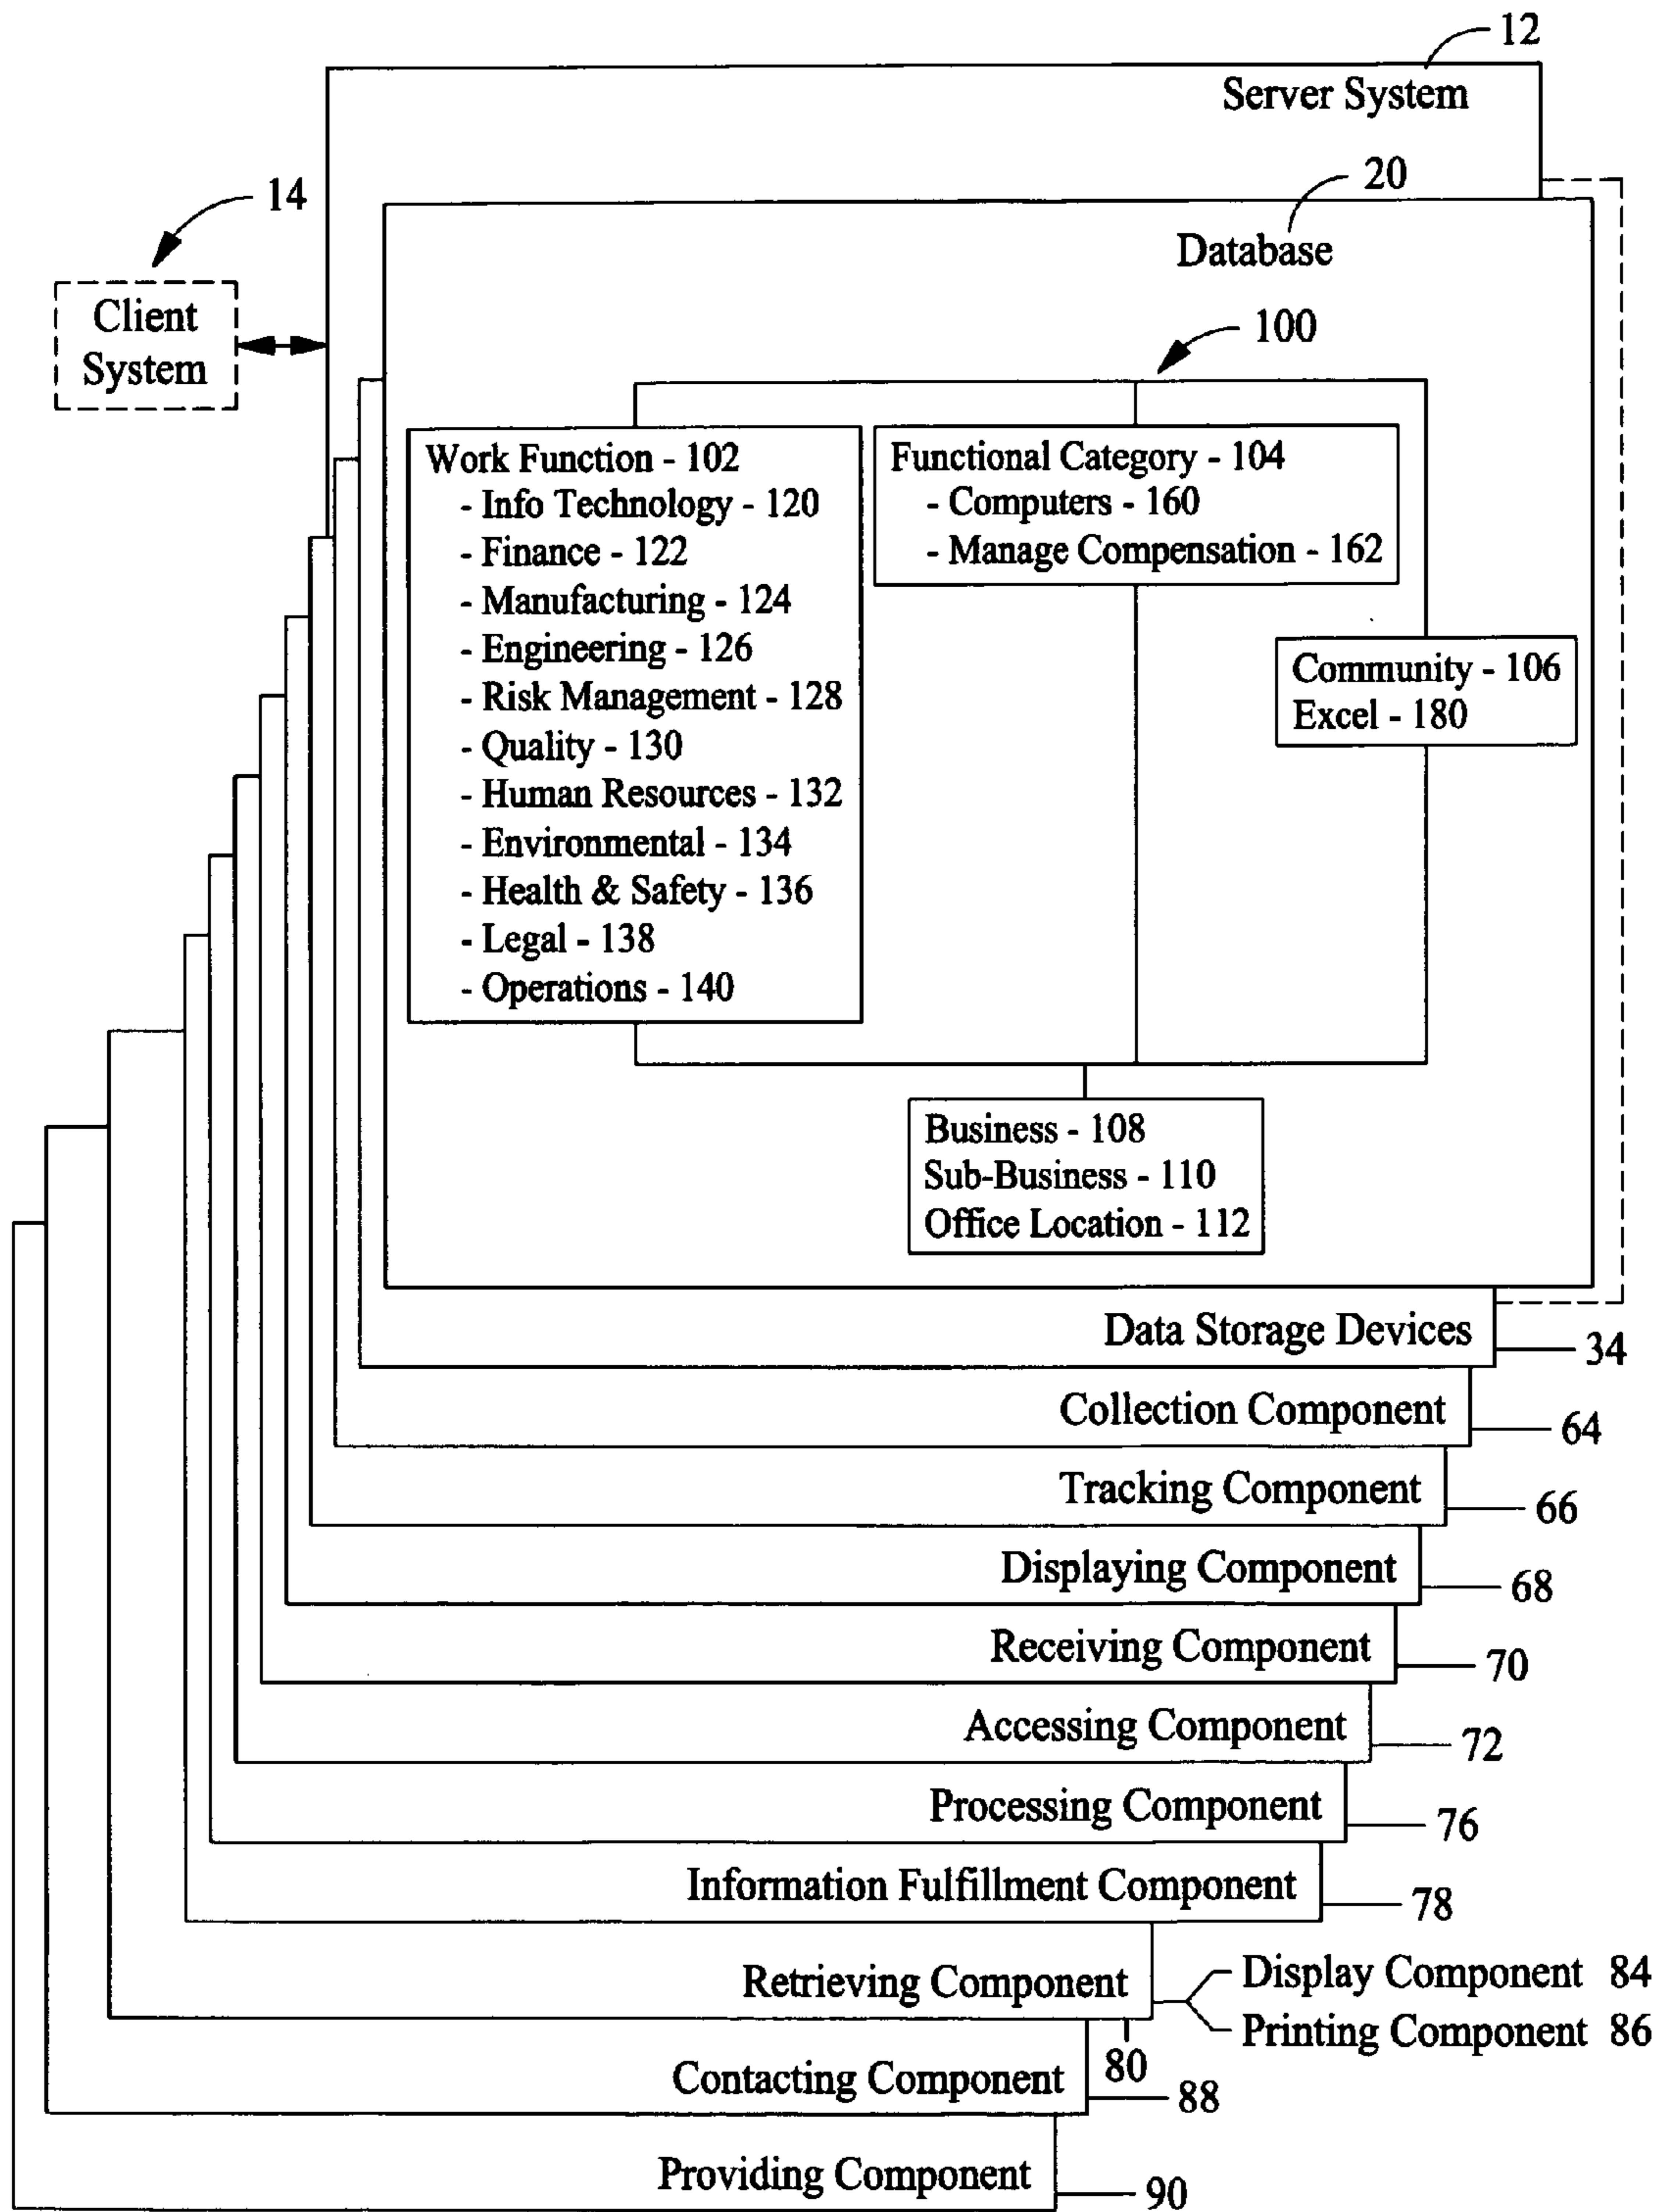 12
Server System
14
20
Database
Client
System
100
Work Function - 102
- Info Technology - 120
- Finance - 122
- Manufacturing - 124
- Engineering - 126
- Risk Management - 128
- Quality - 130
- Human Resources - 132
- Environmental - 134
- Health & Safety - 136
- Legal - 138
- Operations - 140
Functional Category - 104
- Computers - 160
- Manage Compensation - 162
Community - 106
Excel - 180
Business - 108
Sub-Business - 110
Office Location - 112
Data Storage Devices
34
Collection Component
64
Tracking Component
66
Displaying Component
68
Receiving Component
70
Accessing Component
72
Processing Component
76
Information Fulfillment Component
78
Retrieving Component
80
Display Component 84
Printing Component 86
Contacting Component
88
Providing Component
90